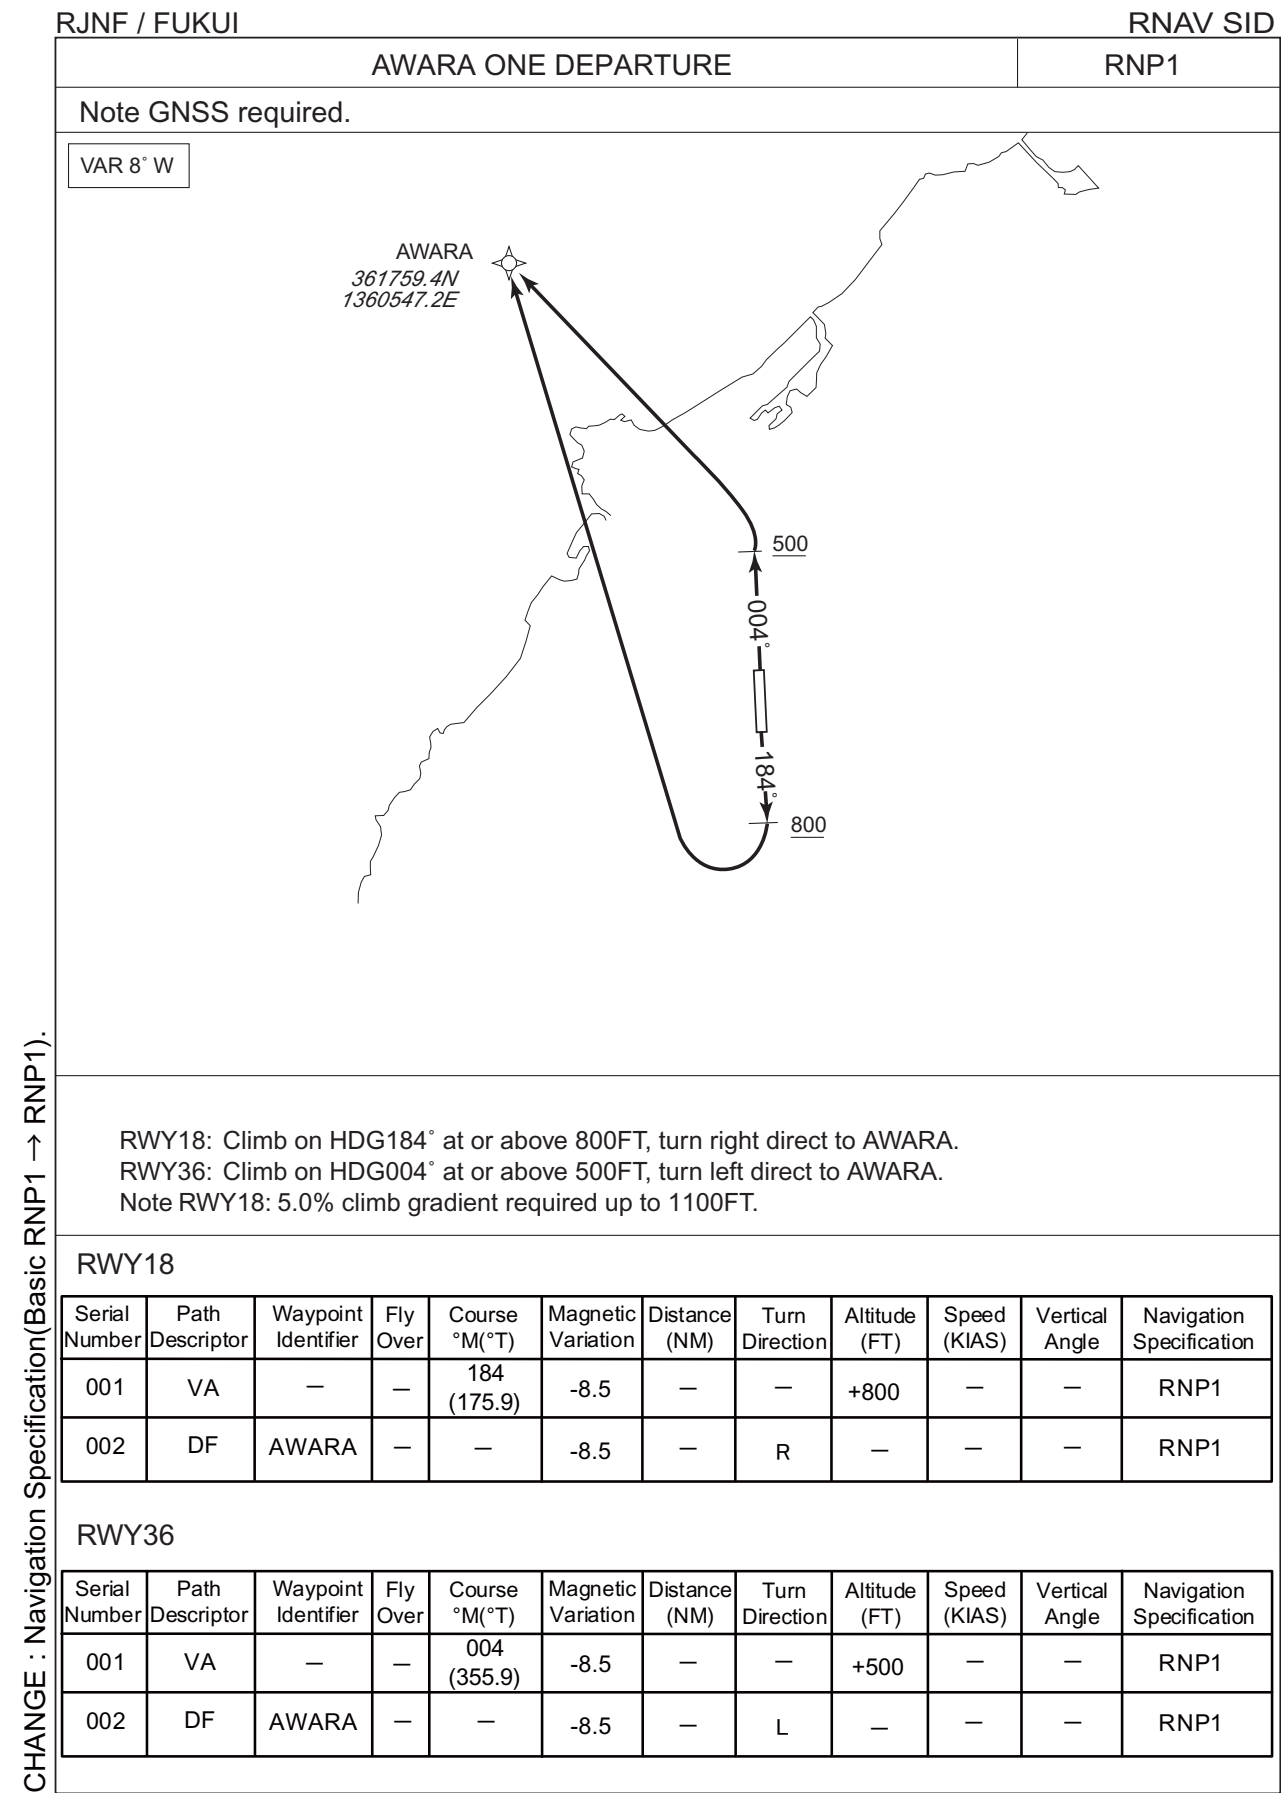 RJNF / FUKUI RNAV SID
AWARA ONE DEPARTURE RNP1
Note GNSS required.
VAR 8° W
AWARA
361759.4N
1360547.2E
500
004°
184°
800
RWY18: Climb on HDG184° at or above 800FT, turn right direct to AWARA.
RWY36: Climb on HDG004° at or above 500FT, turn left direct to AWARA.
Note RWY18: 5.0% climb gradient required up to 1100FT.
RWY18
Serial Path Waypoint Fly Course Magnetic Distance Turn Altitude Speed Vertical Navigation
Number Descriptor Identifier Over °M(°T) Variation (NM) Direction (FT) (KIAS) Angle Specification
001 VA － － 184 (175.9) -8.5 － － +800 － － RNP1
002 DF AWARA － － -8.5 － R － － － RNP1
RWY36
Serial Path Waypoint Fly Course Magnetic Distance Turn Altitude Speed Vertical Navigation
Number Descriptor Identifier Over °M(°T) Variation (NM) Direction (FT) (KIAS) Angle Specification
001 VA － － 004 (355.9) -8.5 － － +500 － － RNP1
002 DF AWARA － － -8.5 － L － － － RNP1
CHANGE : Navigation Specification(Basic RNP1 → RNP1).